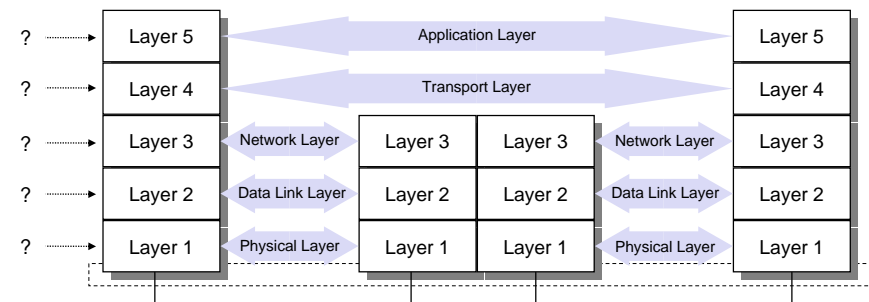 ? Layer 5 Application Layer Layer 5
? Layer 4 Transport Layer Layer 4
? Layer 3 Network Layer Layer 3 Layer 3 Network Layer Layer 3
? Layer 2 Data Link Layer Layer 2 Layer 2 Data Link Layer Layer 2
? Layer 1 Physical Layer Layer 1 Layer 1 Physical Layer Layer 1